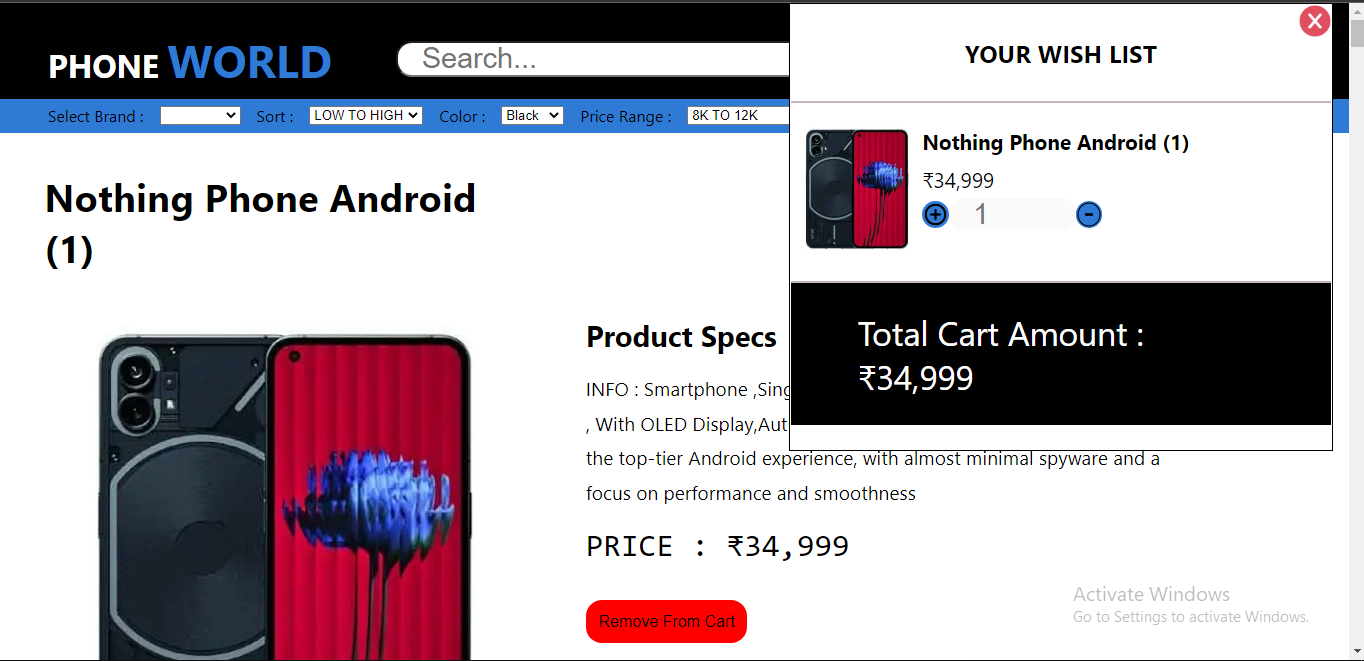 PHONE WORLD
Search...
Select Brand :
Sort :
LOW TO HIGH
Color :
Black
Price Range :
8K TO 12K
Nothing Phone Android
(1)
Product Specs
INFO : Smartphone ,Sing
, With OLED Display,Aut
the top-tier Android experience, with almost minimal spyware and a
focus on performance and smoothness
PRICE : ₹34,999
Remove From Cart
YOUR WISH LIST
Nothing Phone Android (1)
₹34,999
+ 1 -
Total Cart Amount :
₹34,999
Activate Windows
Go to Settings to activate Windows.